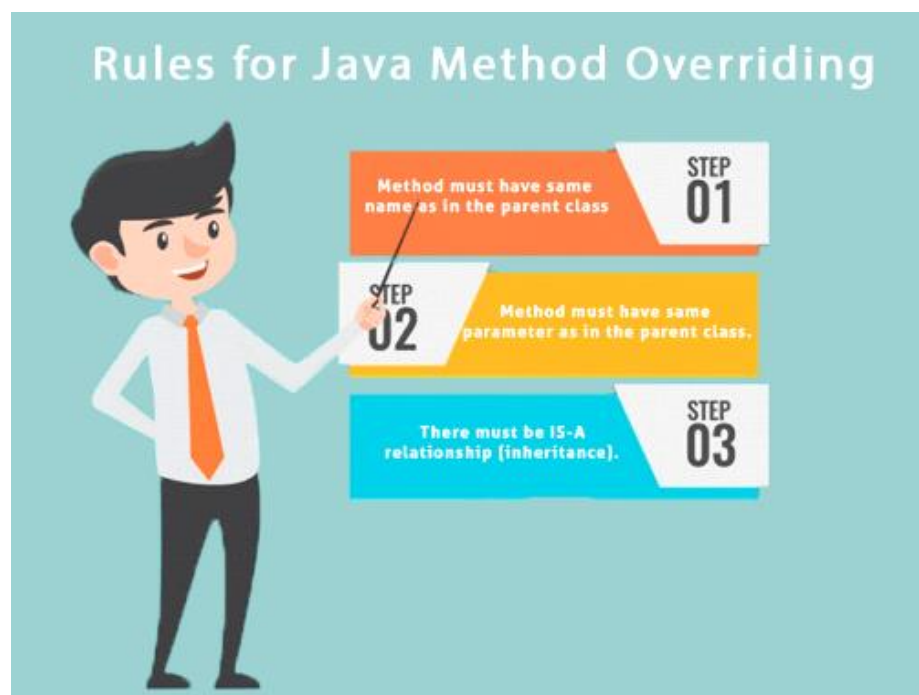 Rules for Java Method Overriding
Method must have same
name as in the parent class
STEP
01
STEP
02
Method must have same
parameter as in the parent class.
There must be IS-A
relationship (inheritance).
STEP
03